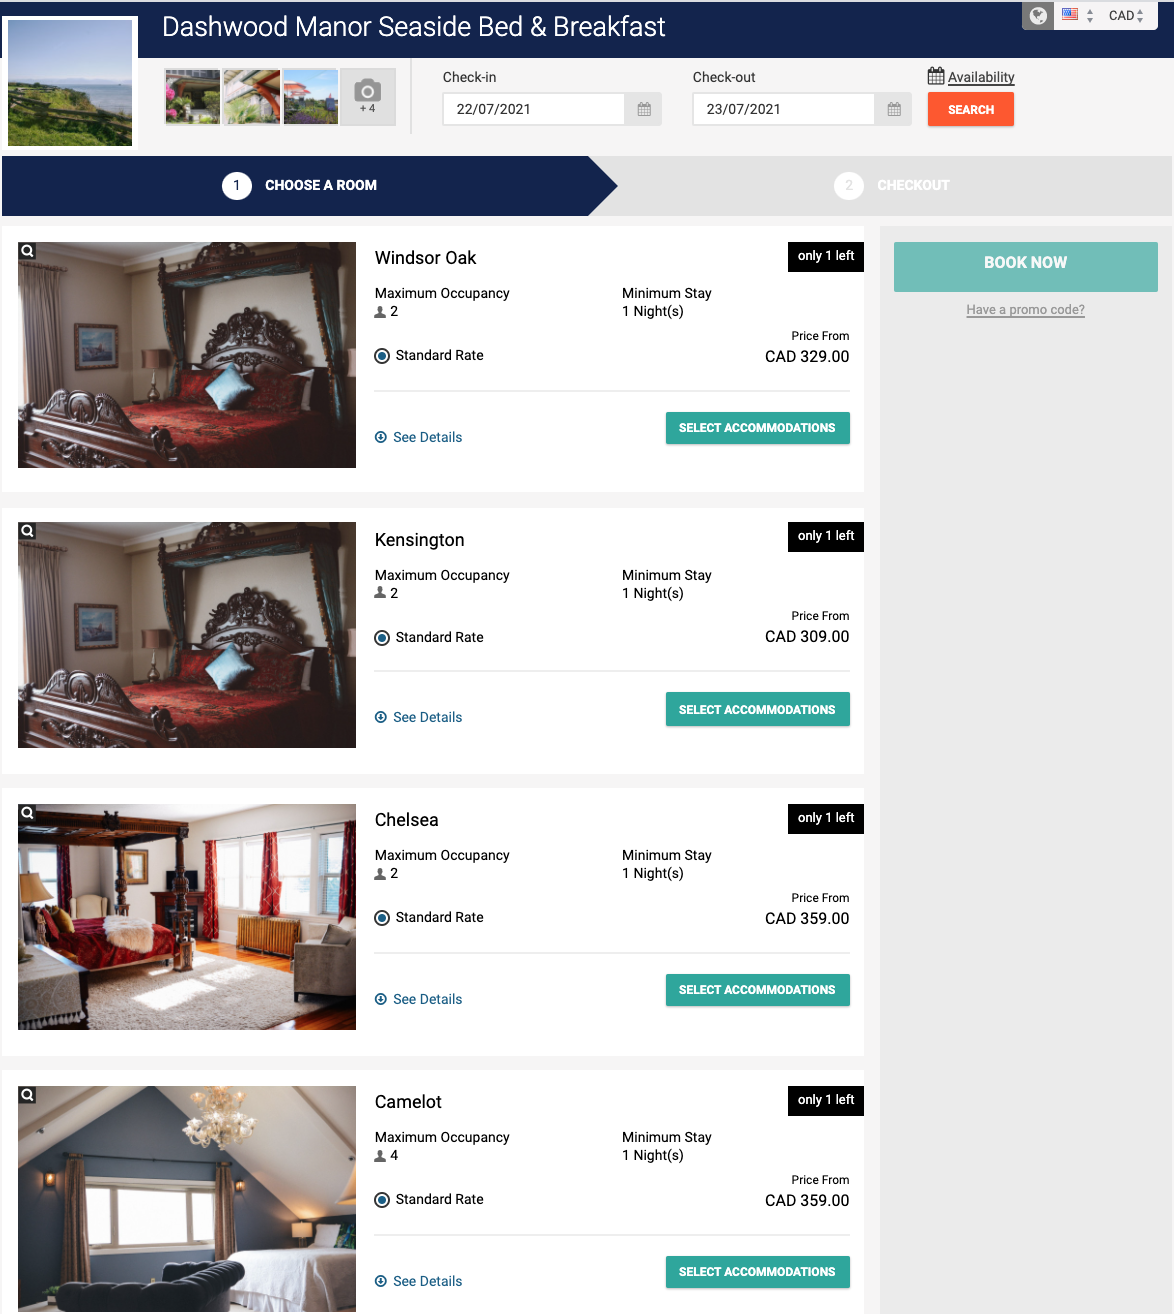 Dashwood Manor Seaside Bed & Breakfast
CAD
Check-in
Check-out
Availability
+ 4
22/07/2021
23/07/2021
SEARCH
1 CHOOSE A ROOM
2 CHECKOUT
Windsor Oak
only 1 left
Maximum Occupancy
2
Minimum Stay
1 Night(s)
Price From
Standard Rate
CAD 329.00
See Details
SELECT ACCOMMODATIONS
BOOK NOW
Have a promo code?
Kensington
only 1 left
Maximum Occupancy
2
Minimum Stay
1 Night(s)
Price From
Standard Rate
CAD 309.00
See Details
SELECT ACCOMMODATIONS
Chelsea
only 1 left
Maximum Occupancy
2
Minimum Stay
1 Night(s)
Price From
Standard Rate
CAD 359.00
See Details
SELECT ACCOMMODATIONS
Camelot
only 1 left
Maximum Occupancy
4
Minimum Stay
1 Night(s)
Price From
Standard Rate
CAD 359.00
See Details
SELECT ACCOMMODATIONS